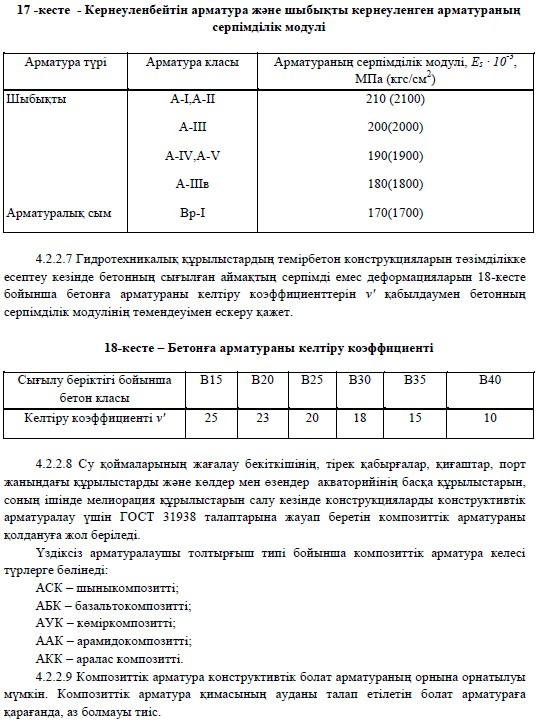 17 -кесте - Кернеуленбейтін арматура және шыбықты кернеуленген арматураның
серпімділік модулі
Арматура түрі Арматура класы Арматураның серпімділік модулі, Es · 10⁻³,
МПа (кгс/см²)
Шыбықты А-I,А-II 210 (2100)
А-III 200(2000)
А-IV,А-V 190(1900)
А-IIIв 180(1800)
Арматуралық сым Вр-I 170(1700)
4.2.2.7 Гидротехникалық құрылыстардың темірбетон конструкцияларын төзімділікке
есептеу кезінде бетонның сығылған аймақтың серпімді емес деформацияларын 18-кесте
бойынша бетонға арматураны келтіру коэффициенттерін v' қабылдаумен бетонның
серпімділік модулінің төмендеуімен ескеру қажет.
18-кесте – Бетонға арматураны келтіру коэффициенті
Сығылу беріктігі бойынша В15 В20 В25 В30 В35 В40
бетон класы
Келтіру коэффициенті v' 25 23 20 18 15 10
4.2.2.8 Су қоймаларының жағалау бекіткішінің, тірек қабырғалар, қиғаштар, порт
жанындағы құрылыстарды және көлдер мен өзендер акваторийінің басқа құрылыстарын,
соның ішінде мелиорация құрылыстарын салу кезінде конструкцияларды конструктивтік
арматуралау үшін ГОСТ 31938 талаптарына жауап беретін композиттік арматураны
қолдануға жол беріледі.
Үздіксіз арматуралаушы толтырғыш типі бойынша композиттік арматура келесі
түрлерге бөлінеді:
АСК – шыныкомпозитті;
АБК – базальтокомпозитті;
АУК – көміркомпозитті;
ААК – арамидокомпозитті;
АКК – аралас композитті.
4.2.2.9 Композиттік арматура конструктивтік болат арматураның орнына орнатылуы
мүмкін. Композиттік арматура қимасының ауданы талап етілетін болат арматураға
қарағанда, аз болмауы тиіс.